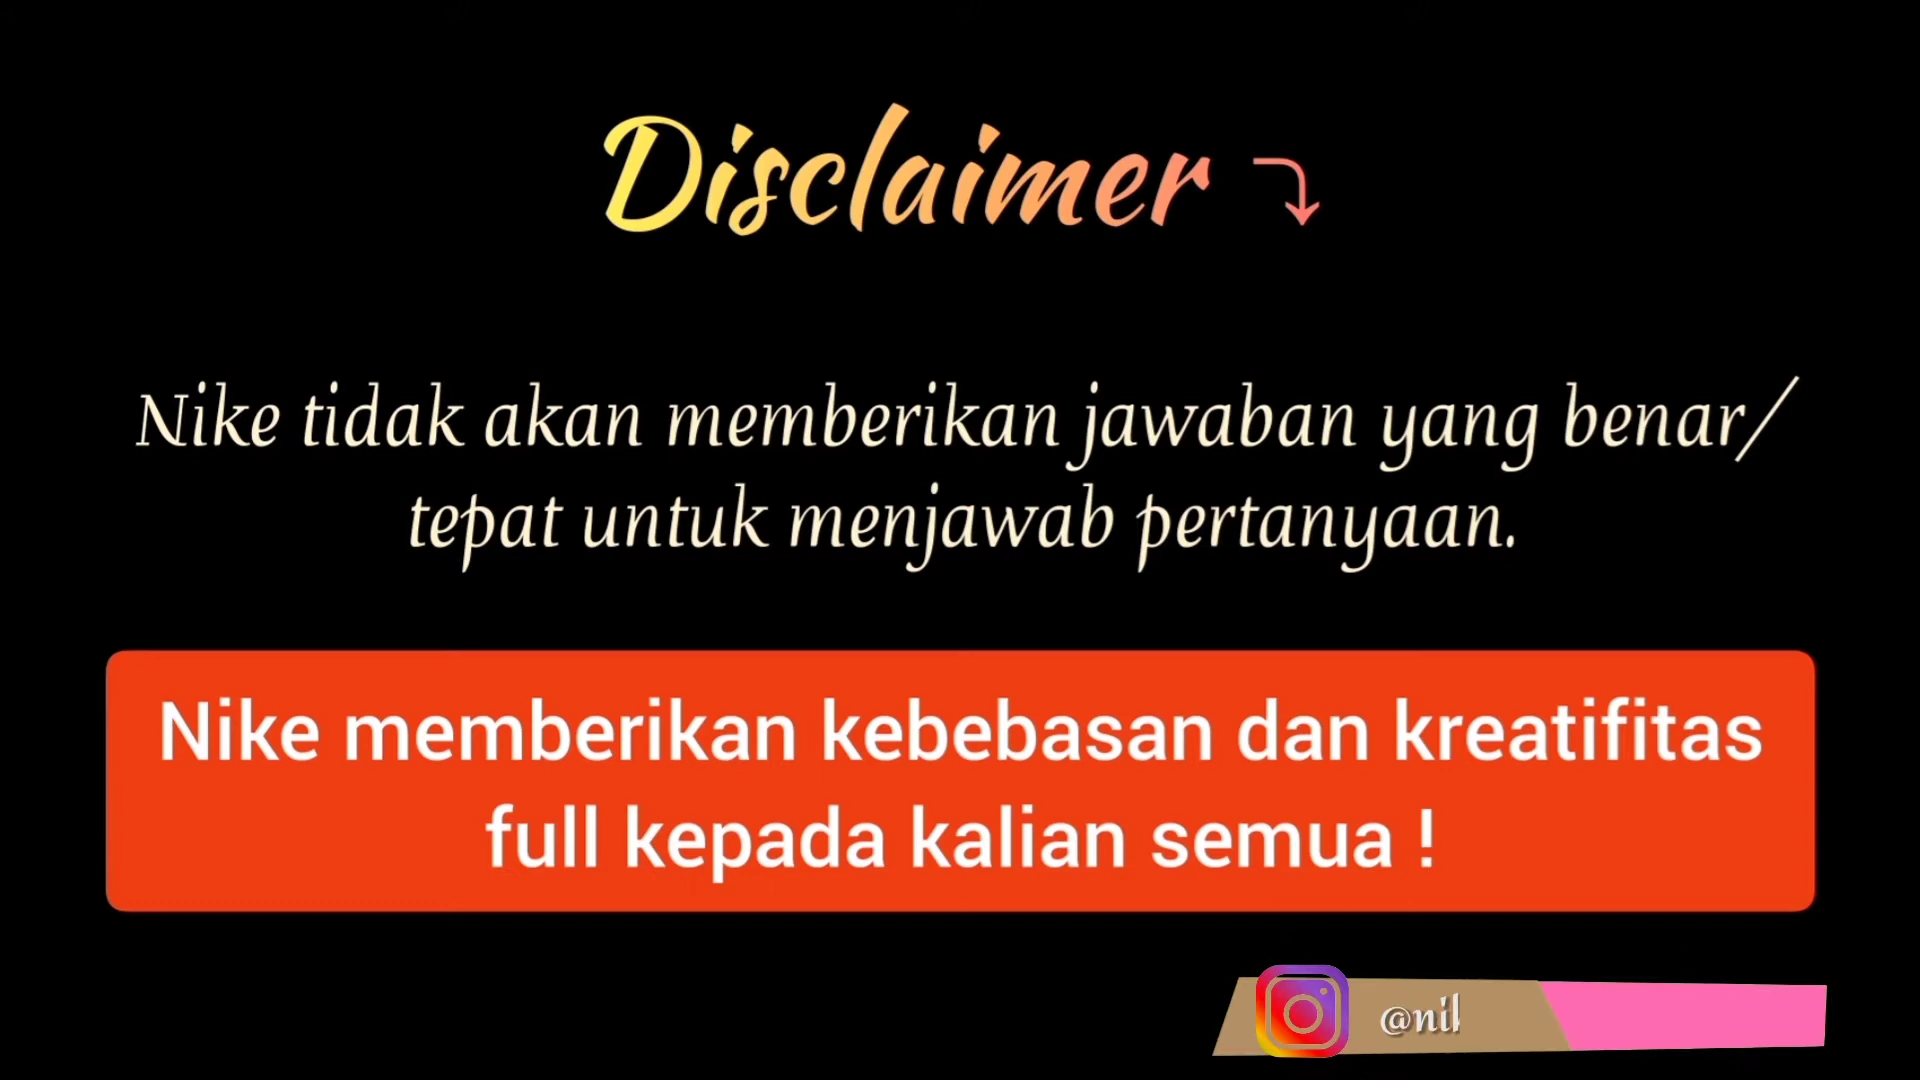 Disclaimer ⤵
Nike tidak akan memberikan jawaban yang benar/
tepat untuk menjawab pertanyaan.
Nike memberikan kebebasan dan kreatifitas
full kepada kalian semua !